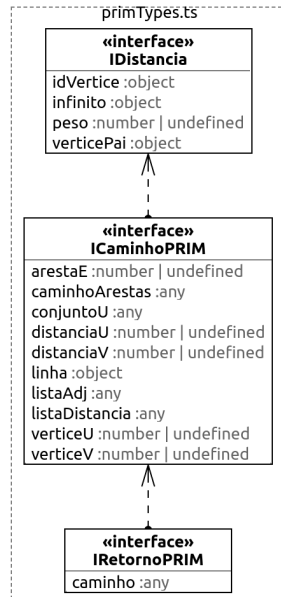 primTypes.ts
«interface»
IDistancia
idVertice :object
infinito :object
peso :number | undefined
verticePai :object
«interface»
ICaminhoPRIM
arestaE :number | undefined
caminhoArestas :any
conjuntoU :any
distanciaU :number | undefined
distanciaV :number | undefined
linha :object
listaAdj :any
listaDistancia :any
verticeU :number | undefined
verticeV :number | undefined
«interface»
IRetornoPRIM
caminho :any